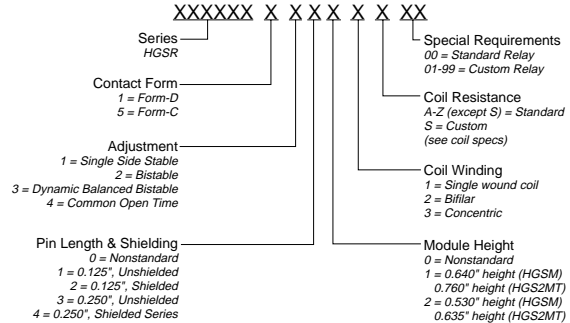 XXXXXX X X X X X X XX
Series
HGSR
Contact Form
1 = Form-D
5 = Form-C
Adjustment
1 = Single Side Stable
2 = Bistable
3 = Dynamic Balanced Bistable
4 = Common Open Time
Pin Length & Shielding
0 = Nonstandard
1 = 0.125", Unshielded
2 = 0.125", Shielded
3 = 0.250", Unshielded
4 = 0.250", Shielded Series
Special Requirements
00 = Standard Relay
01-99 = Custom Relay
Coil Resistance
A-Z (except S) = Standard
S = Custom
(see coil specs)
Coil Winding
1 = Single wound coil
2 = Bifilar
3 = Concentric
Module Height
0 = Nonstandard
1 = 0.640" height (HGSM)
0.760" height (HGS2MT)
2 = 0.530" height (HGSM)
0.635" height (HGS2MT)